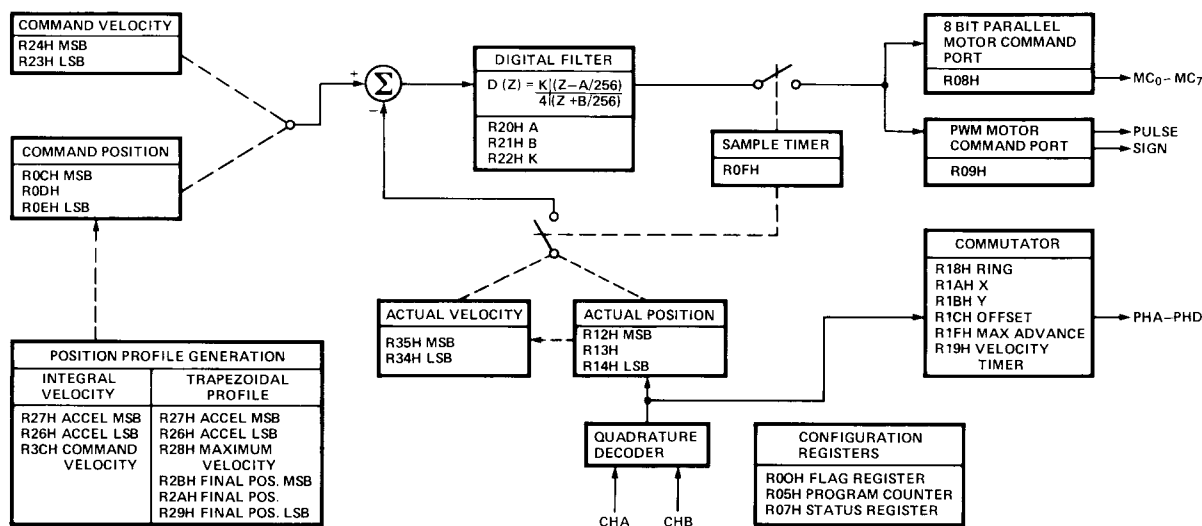 COMMAND VELOCITY
R24H MSB
R23H LSB
COMMAND POSITION
R0CH MSB
R0DH
R0EH LSB
POSITION PROFILE GENERATION
INTEGRAL
VELOCITY
R27H ACCEL MSB
R26H ACCEL LSB
R3CH COMMAND
VELOCITY
TRAPEZOIDAL
PROFILE
R27H ACCEL MSB
R26H ACCEL LSB
R28H MAXIMUM
VELOCITY
R2BH FINAL POS. MSB
R2AH FINAL POS.
R29H FINAL POS. LSB
+
Σ
−
DIGITAL FILTER
D (Z) = K|(Z−A/256)
4|(Z +B/256)
R20H A
R21H B
R22H K
SAMPLE TIMER
R0FH
8 BIT PARALLEL
MOTOR COMMAND
PORT
R08H
MC0−MC7
PWM MOTOR
COMMAND PORT
R09H
PULSE
SIGN
ACTUAL VELOCITY
R35H MSB
R34H LSB
ACTUAL POSITION
R12H MSB
R13H
R14H LSB
COMMUTATOR
R18H RING
R1AH X
R1BH Y
R1CH OFFSET
R1FH MAX ADVANCE
R19H VELOCITY
TIMER
PHA−PHD
QUADRATURE
DECODER
CHA
CHB
CONFIGURATION
REGISTERS
R00H FLAG REGISTER
R05H PROGRAM COUNTER
R07H STATUS REGISTER